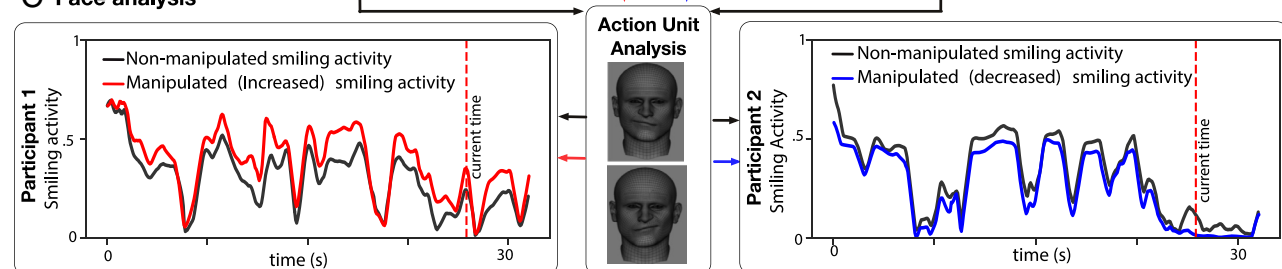 Face analysis
Action Unit
Analysis
Participant 1
Smiling Activity
1
.5
0
Non-manipulated smiling activity
Manipulated (Increased) smiling activity
current time
0
30
time (s)
Participant 2
Smiling Activity
1
.5
0
Non-manipulated smiling activity
Manipulated (decreased) smiling activity
current time
0
30
time (s)